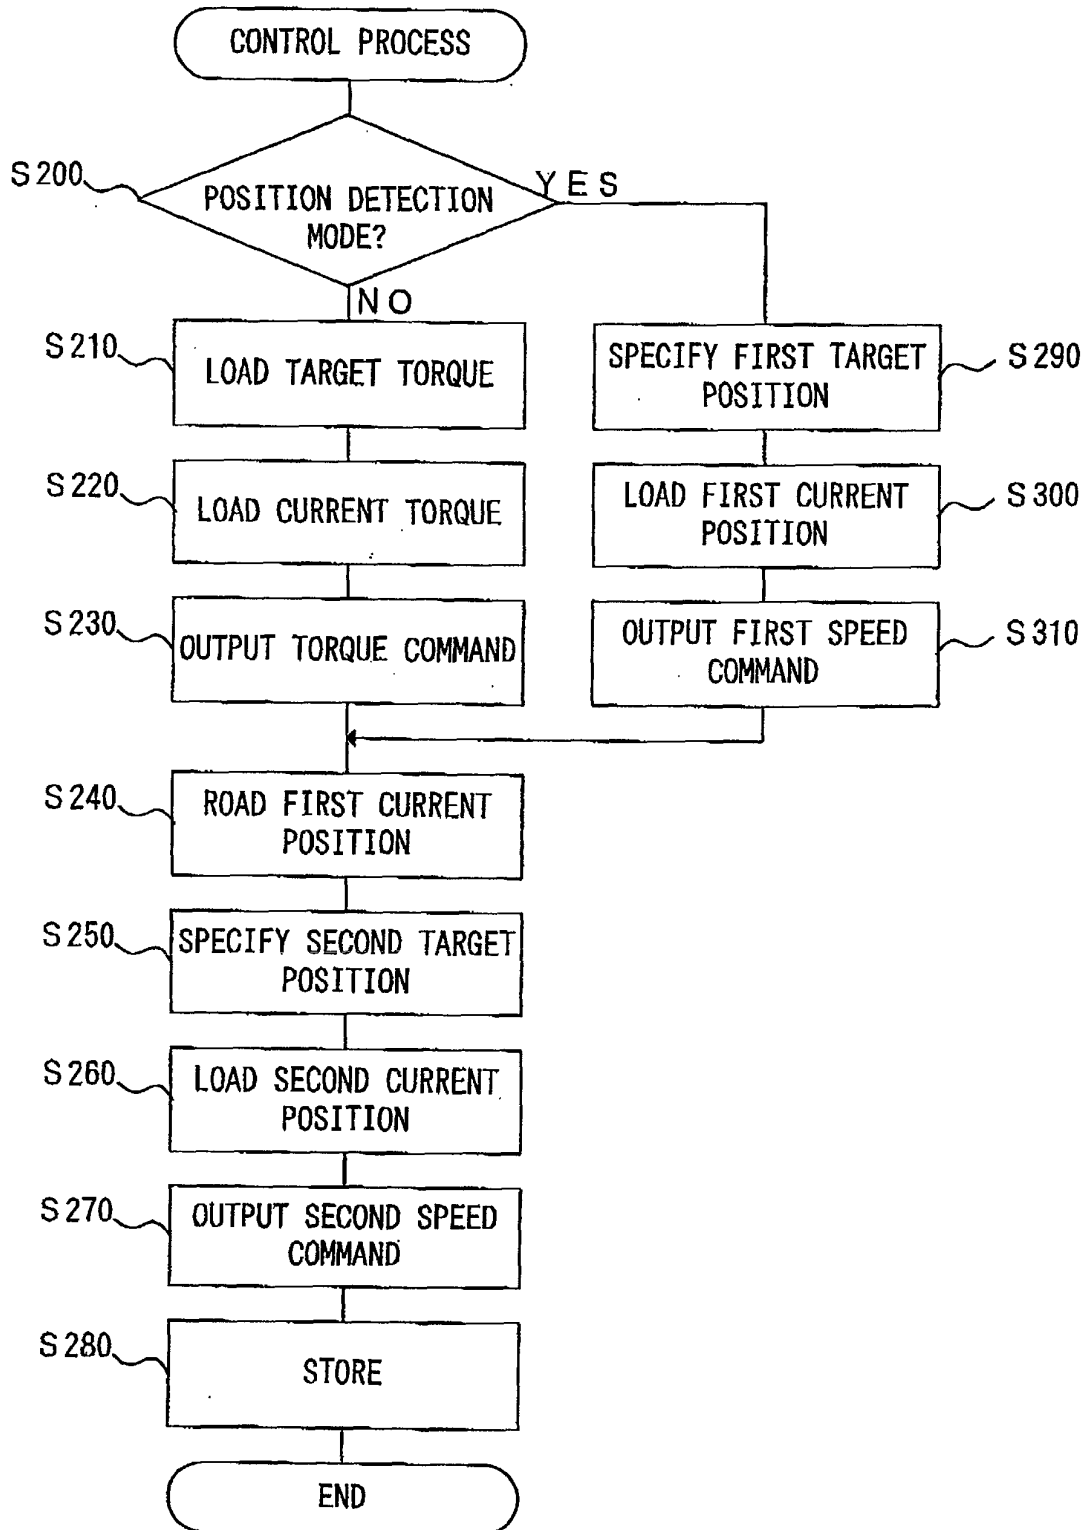 CONTROL PROCESS
S200
POSITION DETECTION
MODE?
YES
NO
S210
LOAD TARGET TORQUE
S220
LOAD CURRENT TORQUE
S230
OUTPUT TORQUE COMMAND
SPECIFY FIRST TARGET
POSITION
S290
LOAD FIRST CURRENT
POSITION
S300
OUTPUT FIRST SPEED
COMMAND
S310
S240
ROAD FIRST CURRENT
POSITION
S250
SPECIFY SECOND TARGET
POSITION
S260
LOAD SECOND CURRENT
POSITION
S270
OUTPUT SECOND SPEED
COMMAND
S280
STORE
END